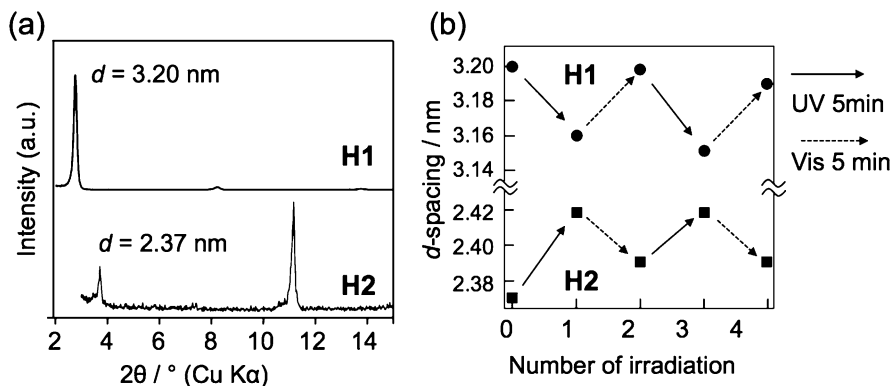 (a)
d = 3.20 nm
H1
d = 2.37 nm
H2
Intensity (a.u.)
2 4 6 8 10 12 14
2θ / ° (Cu Kα)
(b)
3.20
3.18
3.16
3.14
2.42
2.40
2.38
d-spacing / nm
H1
H2
0 1 2 3 4
Number of irradiation
UV 5min
Vis 5 min